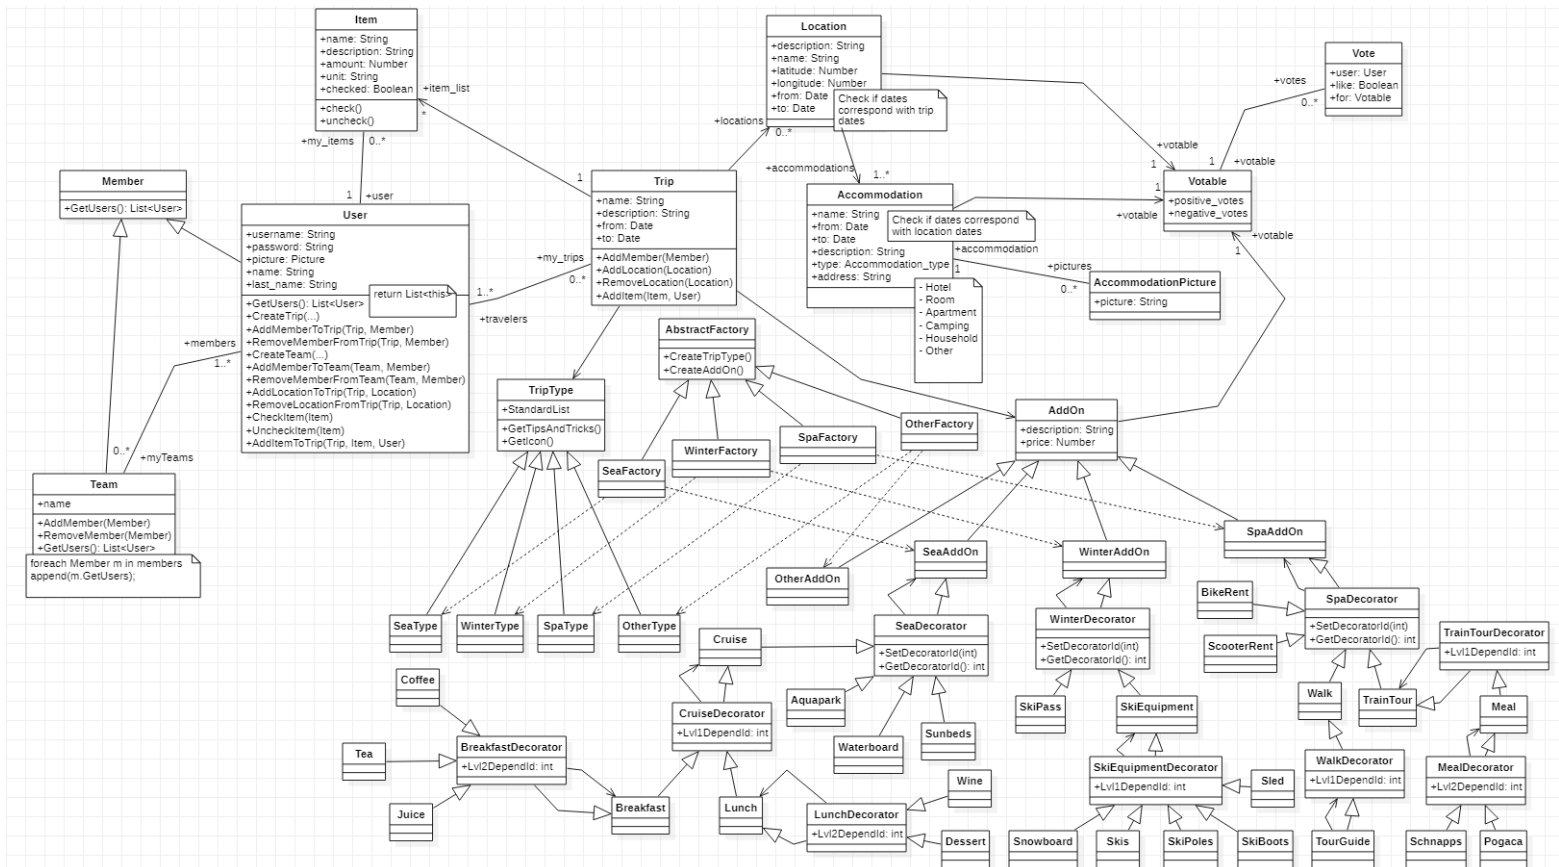 Item
+name: String
+description: String
+amount: Number
+unit: String
+checked: Boolean
+check()
+uncheck()
+item_list
*
+my_items
0..*
1
+user
Member
+GetUsers(): List<User>
User
+username: String
+password: String
+picture: Picture
+name: String
+last_name: String
+GetUsers(): List<User>
+CreateTrip(...)
+AddMemberToTrip(Trip, Member)
+RemoveMemberFromTrip(Trip, Member)
+CreateTeam(...)
+AddMemberToTeam(Team, Member)
+RemoveMemberFromTeam(Team, Member)
+AddLocationToTrip(Trip, Location)
+RemoveLocationFromTrip(Trip, Location)
+CheckItem(Item)
+UncheckItem(Item)
+AddItemToTrip(Trip, Item, User)
return List<this>
+members
1..*
0..*
+myTeams
Team
+name
+AddMember(Member)
+RemoveMember(Member)
+GetUsers(): List<User>
foreach Member m in members
append(m.GetUsers);
1
Trip
+name: String
+description: String
+from: Date
+to: Date
+AddMember(Member)
+AddLocation(Location)
+RemoveLocation(Location)
+AddItem(Item, User)
+my_trips
0..*
1..*
+travelers
Location
+description: String
+name: String
+latitude: Number
+longitude: Number
+from: Date
+to: Date
Check if dates
correspond with trip
dates
+locations
0..*
+accommodations
1..*
Accommodation
+name: String
+from: Date
+to: Date
+description: String
+type: Accommodation_type
+address: String
Check if dates correspond
with location dates
- Hotel
- Room
- Apartment
- Camping
- Household
- Other
+accommodation
1
+pictures
0..*
AccommodationPicture
+picture: String
Vote
+user: User
+like: Boolean
+for: Votable
+votes
0..*
1
+votable
+votable
1
1
+votable
Votable
+positive_votes
+negative_votes
+votable
1
TripType
+StandardList
+GetTipsAndTricks()
+GetIcon()
AbstractFactory
+CreateTripType()
+CreateAddOn()
SeaFactory
WinterFactory
SpaFactory
OtherFactory
AddOn
+description: String
+price: Number
SeaType
WinterType
SpaType
OtherType
OtherAddOn
SeaAddOn
WinterAddOn
SpaAddOn
SeaDecorator
+SetDecoratorId(int)
+GetDecoratorId(): int
WinterDecorator
+SetDecoratorId(int)
+GetDecoratorId(): int
SpaDecorator
+SetDecoratorId(int)
+GetDecoratorId(): int
BikeRent
ScooterRent
TrainTourDecorator
+Lvl1DependId: int
Cruise
Aquapark
Waterboard
Sunbeds
SkiPass
SkiEquipment
Walk
TrainTour
Meal
Coffee
Tea
Juice
BreakfastDecorator
+Lvl2DependId: int
CruiseDecorator
+Lvl1DependId: int
Breakfast
Lunch
LunchDecorator
+Lvl2DependId: int
Wine
Dessert
SkiEquipmentDecorator
+Lvl1DependId: int
Sled
Snowboard
Skis
SkiPoles
SkiBoots
WalkDecorator
+Lvl1DependId: int
TourGuide
MealDecorator
+Lvl2DependId: int
Schnapps
Pogaca